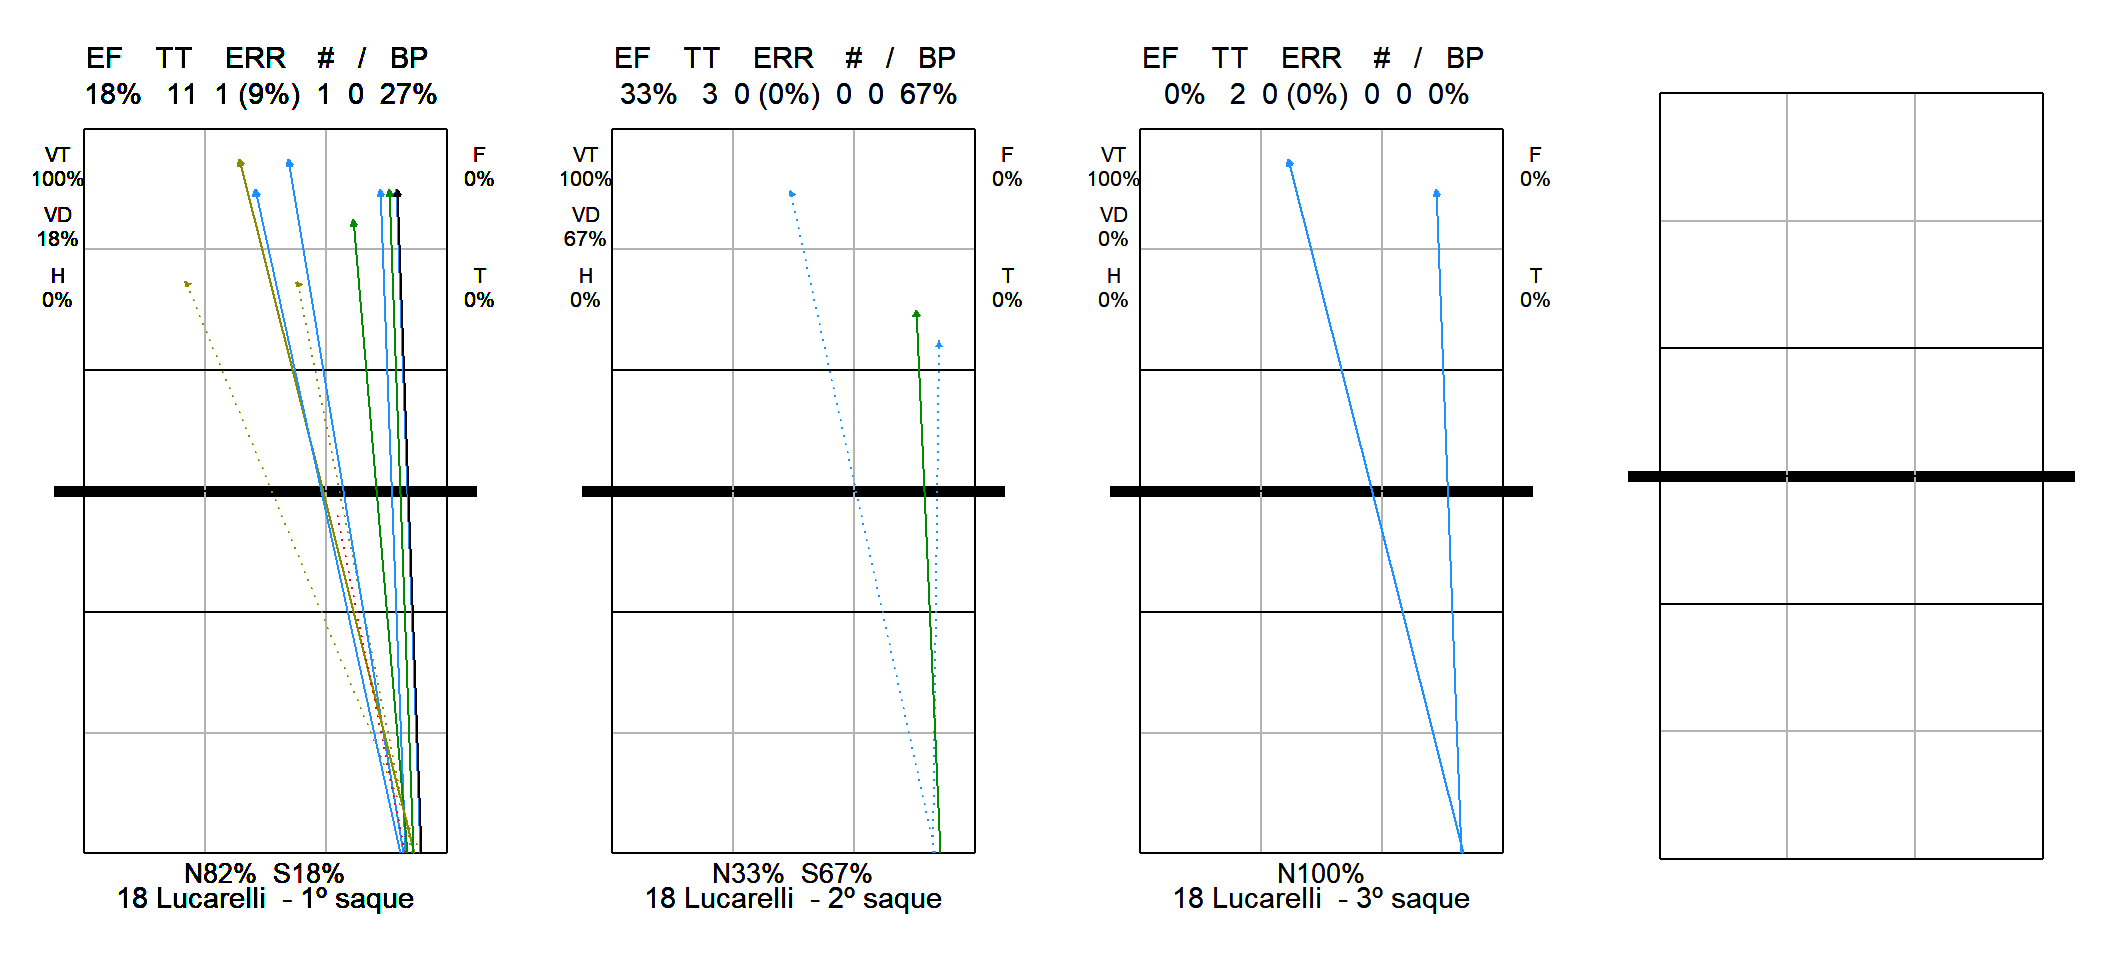 EF TT ERR # / BP
18% 11 1 (9%) 1 0 27%
VT
100%
VD
18%
H
0%
F
0%
T
0%
N82% S18%
18 Lucarelli - 1º saque
EF TT ERR # / BP
33% 3 0 (0%) 0 0 67%
VT
100%
VD
67%
H
0%
F
0%
T
0%
N33% S67%
18 Lucarelli - 2º saque
EF TT ERR # / BP
0% 2 0 (0%) 0 0 0%
VT
100%
VD
0%
H
0%
F
0%
T
0%
N100%
18 Lucarelli - 3º saque